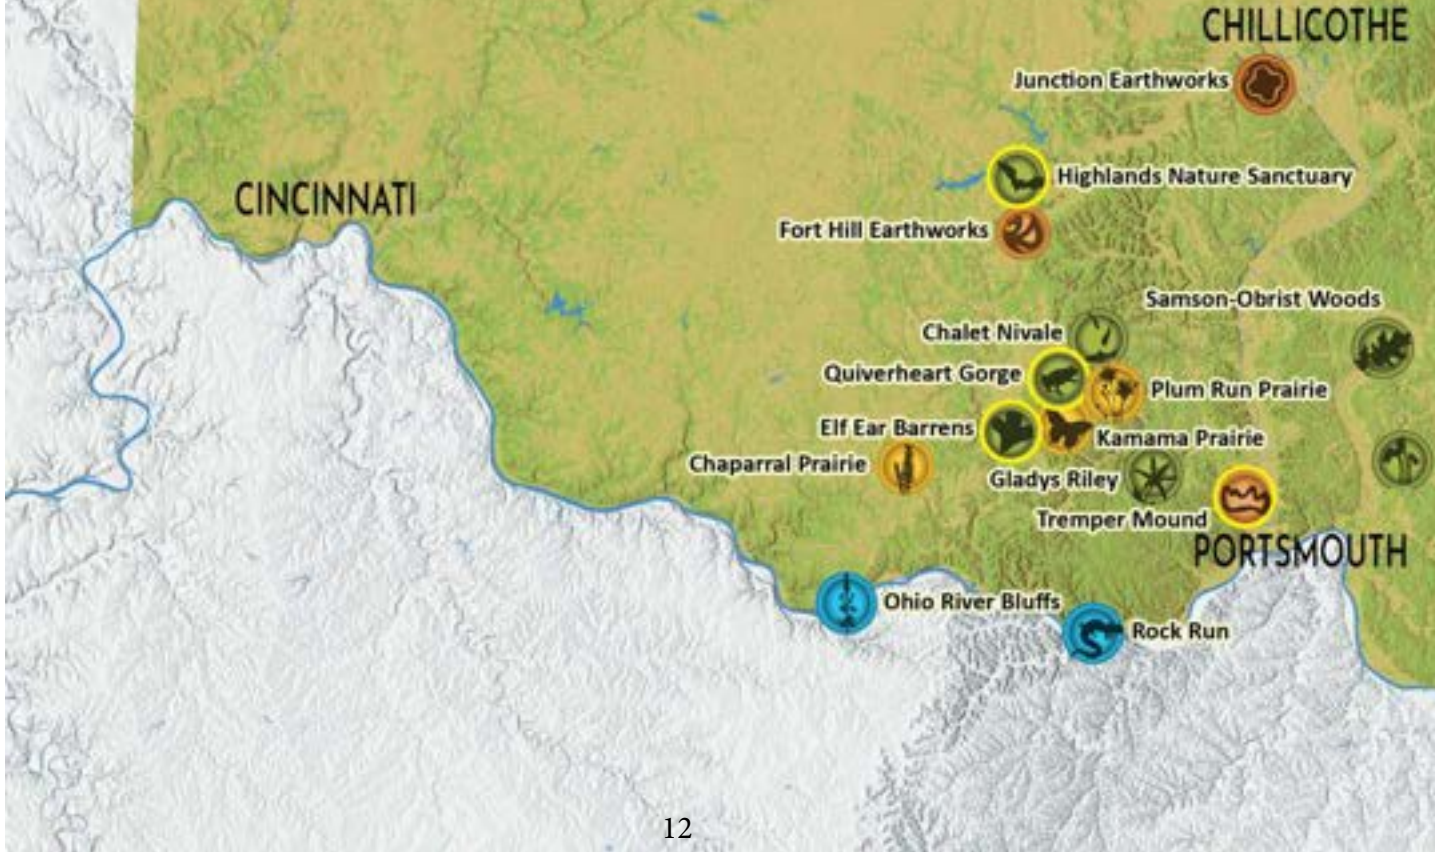 CHILLICOTHE
Junction Earthworks
Highlands Nature Sanctuary
CINCINNATI
Fort Hill Earthworks
Samson-Obrist Woods
Chalet Nivale
Quiverheart Gorge
Plum Run Prairie
Elf Ear Barrens
Kamama Prairie
Chaparral Prairie
Gladys Riley
Tremper Mound
PORTSMOUTH
Ohio River Bluffs
Rock Run
12